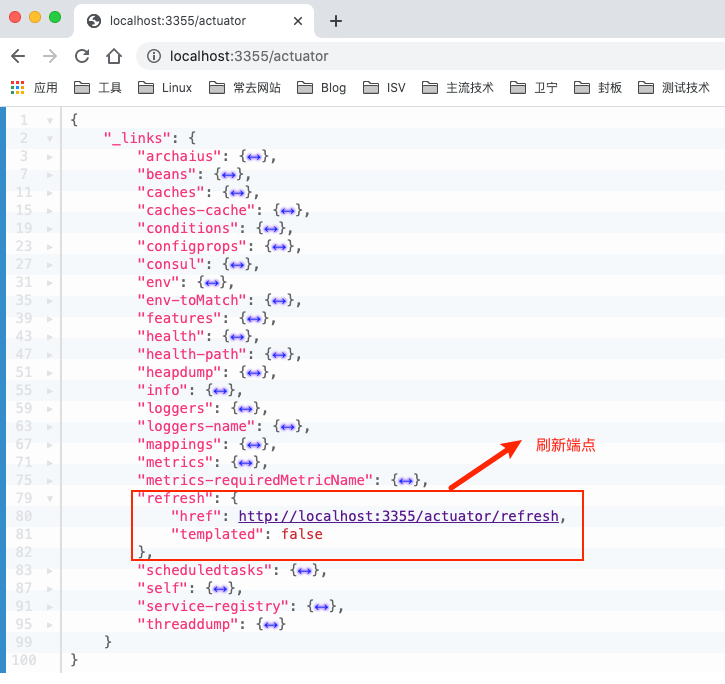 localhost:3355/actuator
localhost:3355/actuator
应用 工具 Linux 常去网站 Blog ISV 主流技术 卫宁 封板 测试技术
1 {
2 "_links": {
3 "archaius": {↔},
7 "beans": {↔},
11 "caches": {↔},
15 "caches-cache": {↔},
19 "conditions": {↔},
23 "configprops": {↔},
27 "consul": {↔},
31 "env": {↔},
35 "env-toMatch": {↔},
39 "features": {↔},
43 "health": {↔},
47 "health-path": {↔},
51 "heapdump": {↔},
55 "info": {↔},
59 "loggers": {↔},
63 "loggers-name": {↔},
67 "mappings": {↔},
刷新端点
71 "metrics": {↔},
75 "metrics-requiredMetricName": {↔},
79 "refresh": {
80 "href": http://localhost:3355/actuator/refresh,
81 "templated": false
82 },
83 "scheduledtasks": {↔},
87 "self": {↔},
91 "service-registry": {↔},
95 "threaddump": {↔}
99 }
100 }